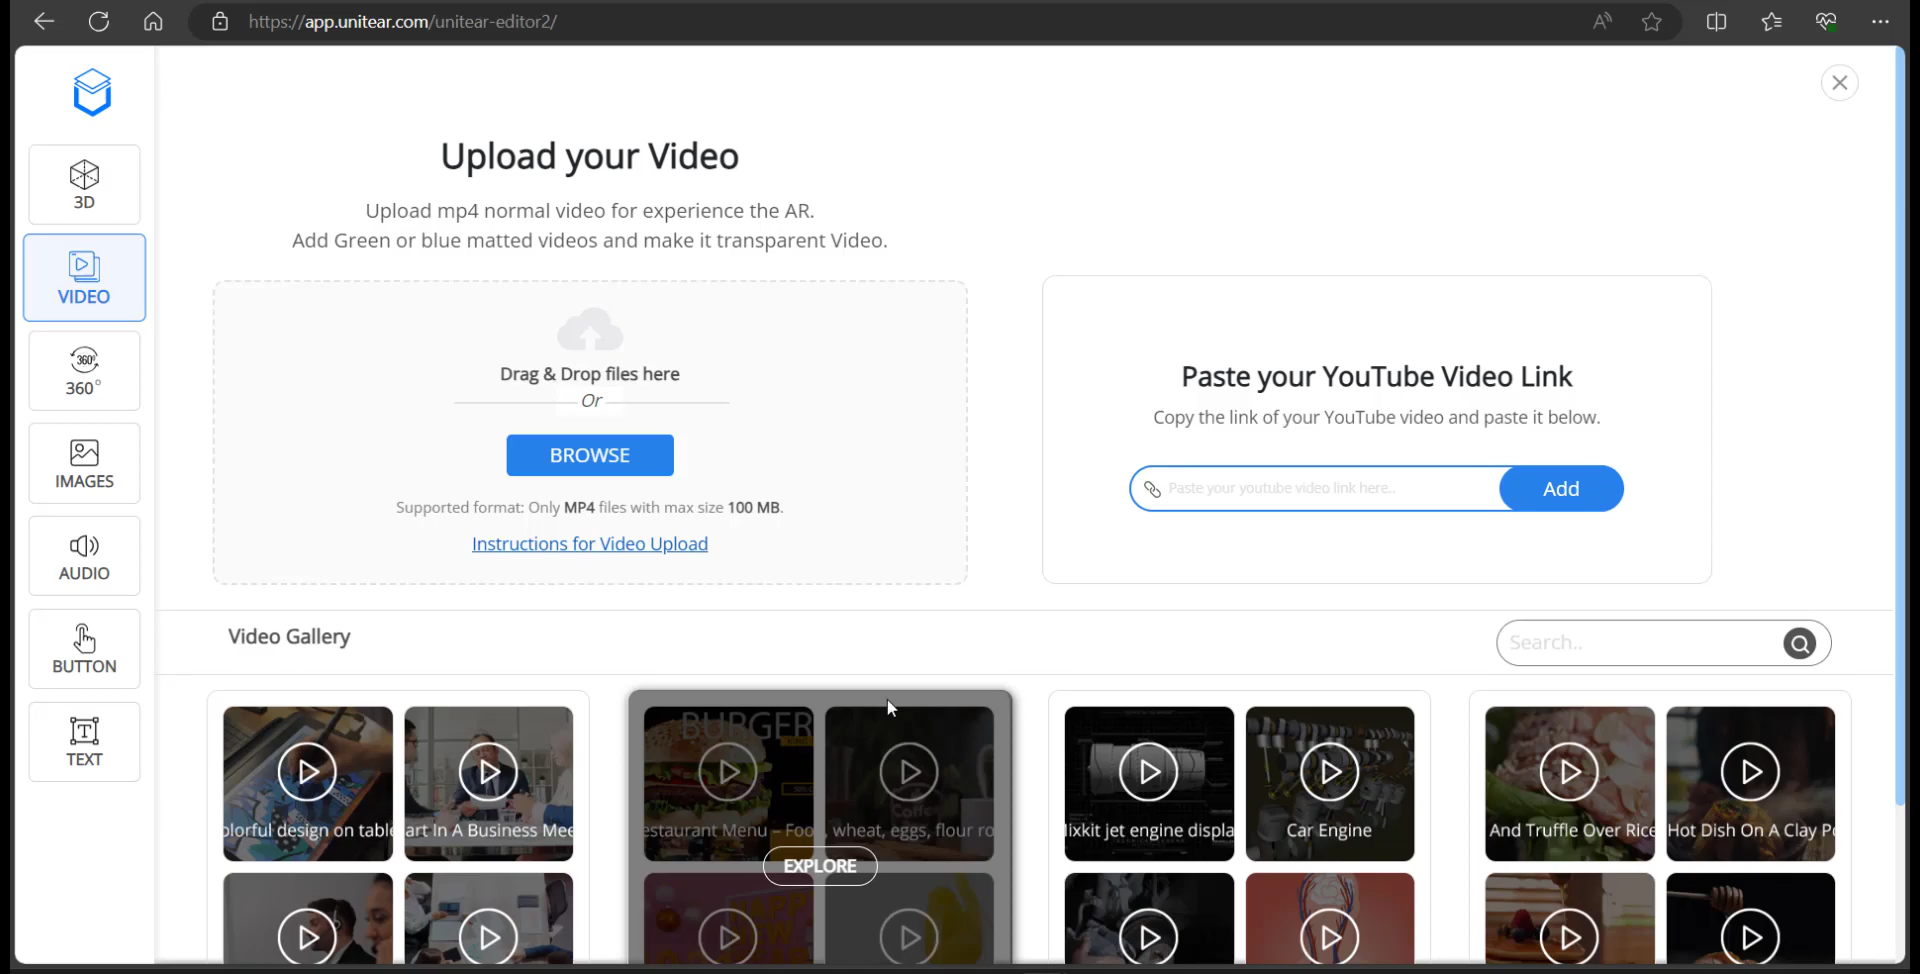 https://app.unitear.com/unitear-editor2/
3D
VIDEO
360°
360°
IMAGES
AUDIO
BUTTON
TEXT
Upload your Video
Upload mp4 normal video for experience the AR.
Add Green or blue matted videos and make it transparent Video.
Drag & Drop files here
Or
BROWSE
Supported format: Only MP4 files with max size 100 MB.
Instructions for Video Upload
Paste your YouTube Video Link
Copy the link of your YouTube video and paste it below.
Paste your youtube video link here..
Add
Video Gallery
Search..
BURGER
olorful design on table
art In A Business Mee
estaurant Menu – Foo
, wheat, eggs, flour ro
lixkit jet engine displa
Car Engine
And Truffle Over Rice
Hot Dish On A Clay Po
EXPLORE